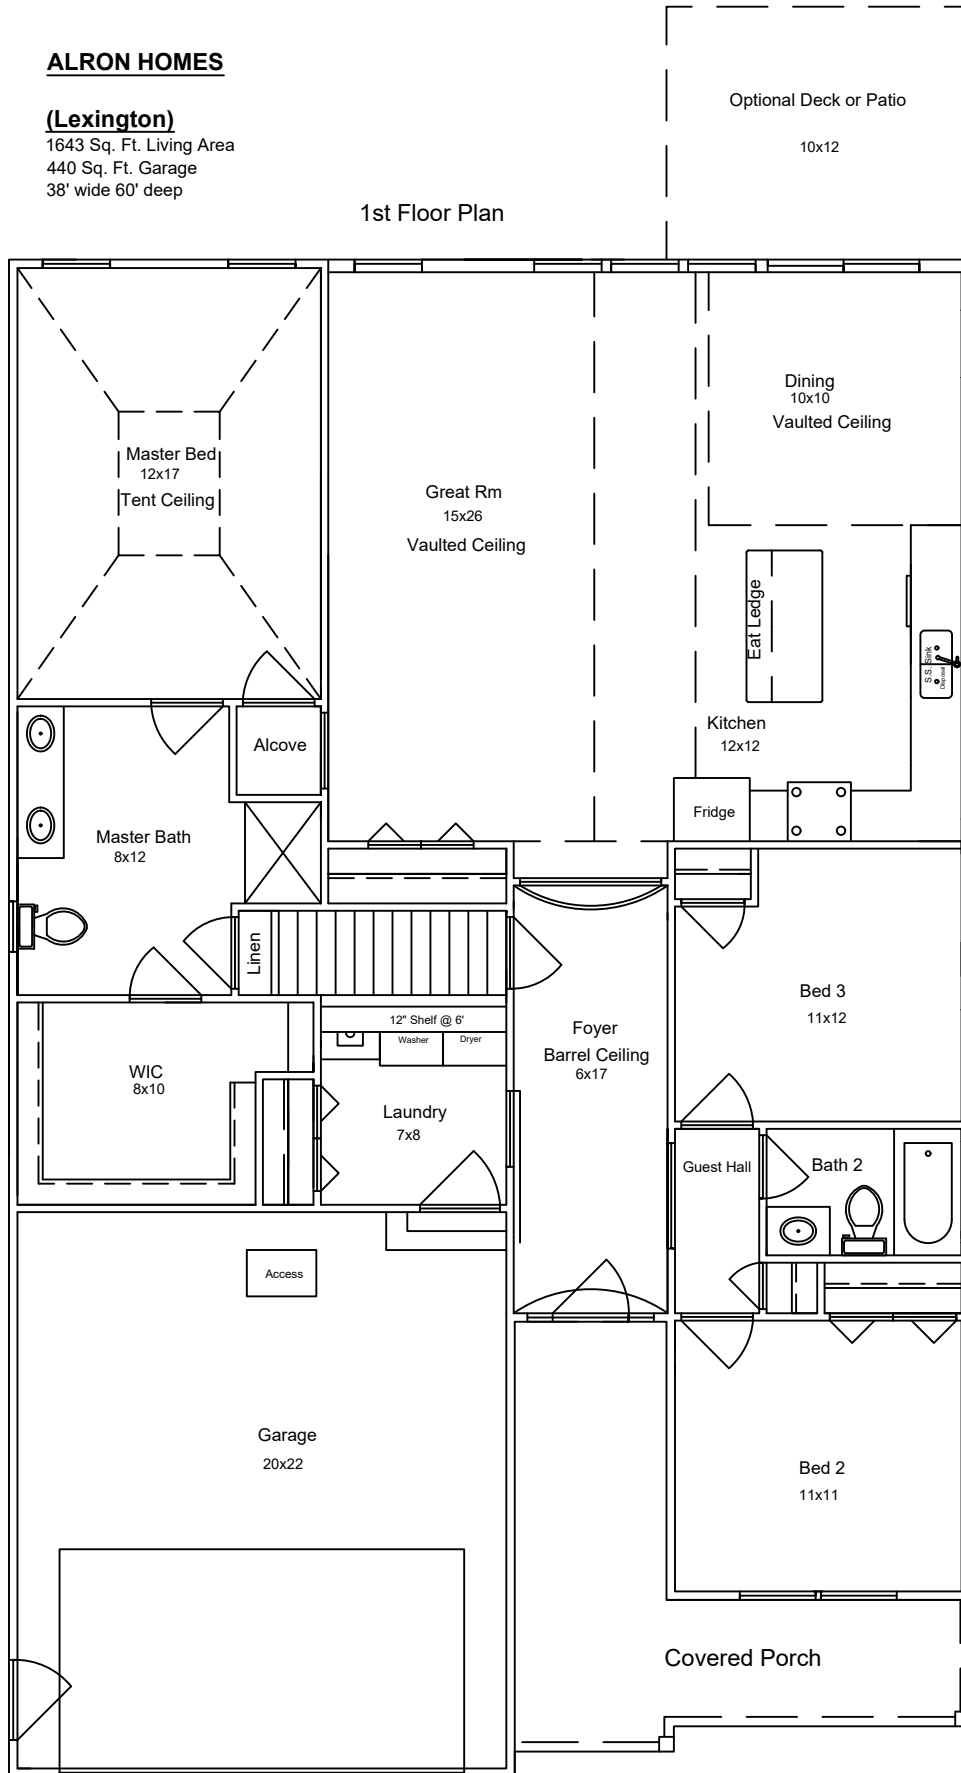 ALRON HOMES
(Lexington)
1643 Sq. Ft. Living Area
440 Sq. Ft. Garage
38' wide 60' deep
1st Floor Plan
Optional Deck or Patio
10x12
Master Bed
12x17
Tent Ceiling
Great Rm
15x26
Vaulted Ceiling
Dining
10x10
Vaulted Ceiling
Eat Ledge
S.S. Sink
Disposal
Kitchen
12x12
Fridge
Alcove
Master Bath
8x12
Linen
12" Shelf @ 6'
Washer
Dryer
WIC
8x10
Laundry
7x8
Foyer
Barrel Ceiling
6x17
Bed 3
11x12
Guest Hall
Bath 2
Access
Garage
20x22
Bed 2
11x11
Covered Porch